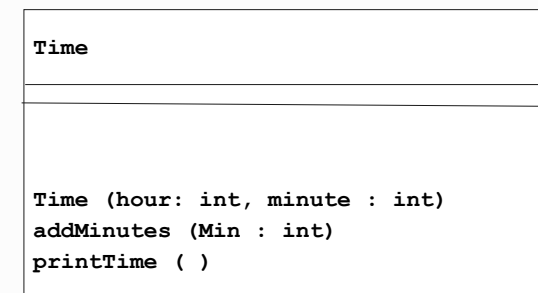 Time
Time (hour: int, minute : int)
addMinutes (Min : int)
printTime ( )